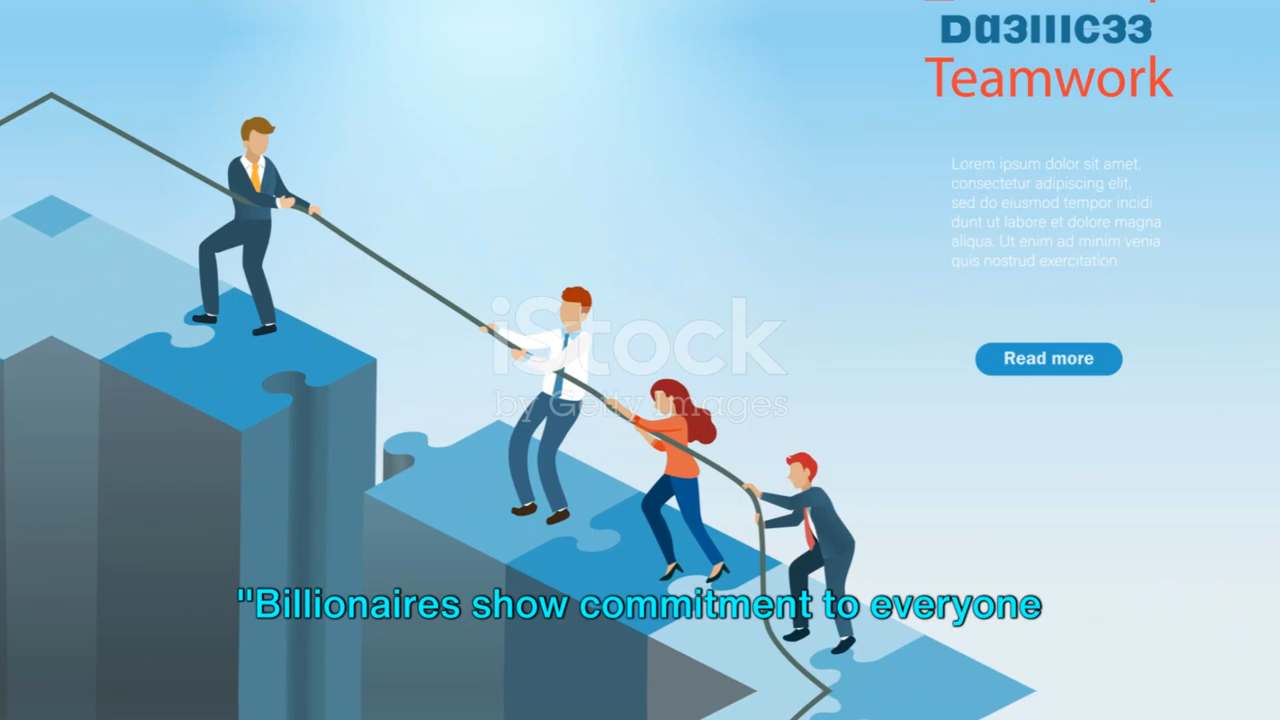 Teamwork
Lorem ipsum dolor sit amet,
consectetur adipiscing elit,
sed do eiusmod tempor incidi
dunt ut labore et dolore magna
aliqua. Ut enim ad minim venia
quis nostrud exercitation
iStock
by Getty Images
Read more
"Billionaires show commitment to everyone